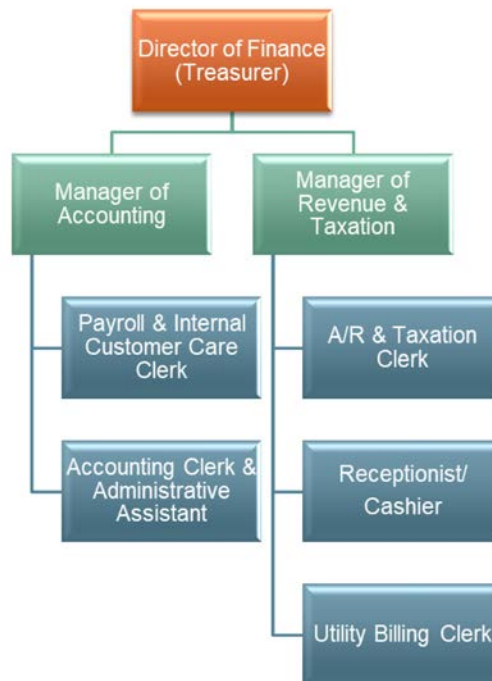 Director of Finance
(Treasurer)
Manager of
Accounting
Manager of
Revenue &
Taxation
Payroll & Internal
Customer Care
Clerk
Accounting Clerk &
Administrative
Assistant
A/R & Taxation
Clerk
Receptionist/
Cashier
Utility Billing Clerk